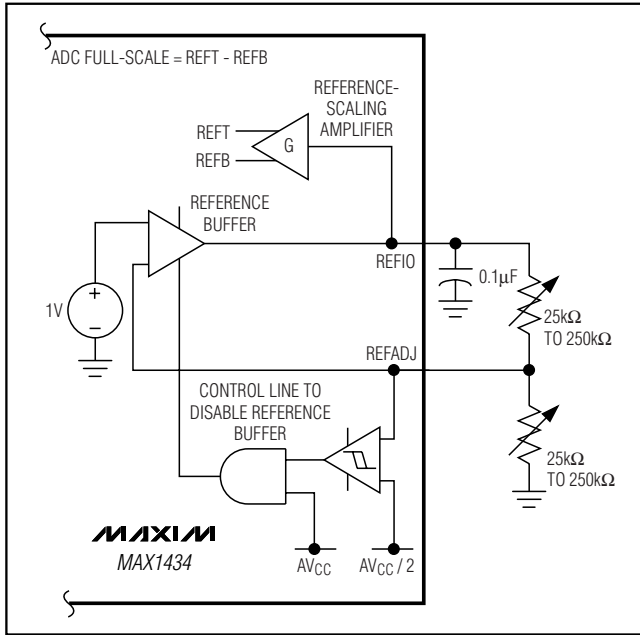 ADC FULL-SCALE = REFT - REFB
REFERENCE-
SCALING
AMPLIFIER
REFT
REFB
G
REFERENCE
BUFFER
REFIO
0.1µF
1V
+
−
25kΩ
TO 250kΩ
REFADJ
CONTROL LINE TO
DISABLE REFERENCE
BUFFER
25kΩ
TO 250kΩ
MAXIM
MAX1434
AVCC
AVCC / 2